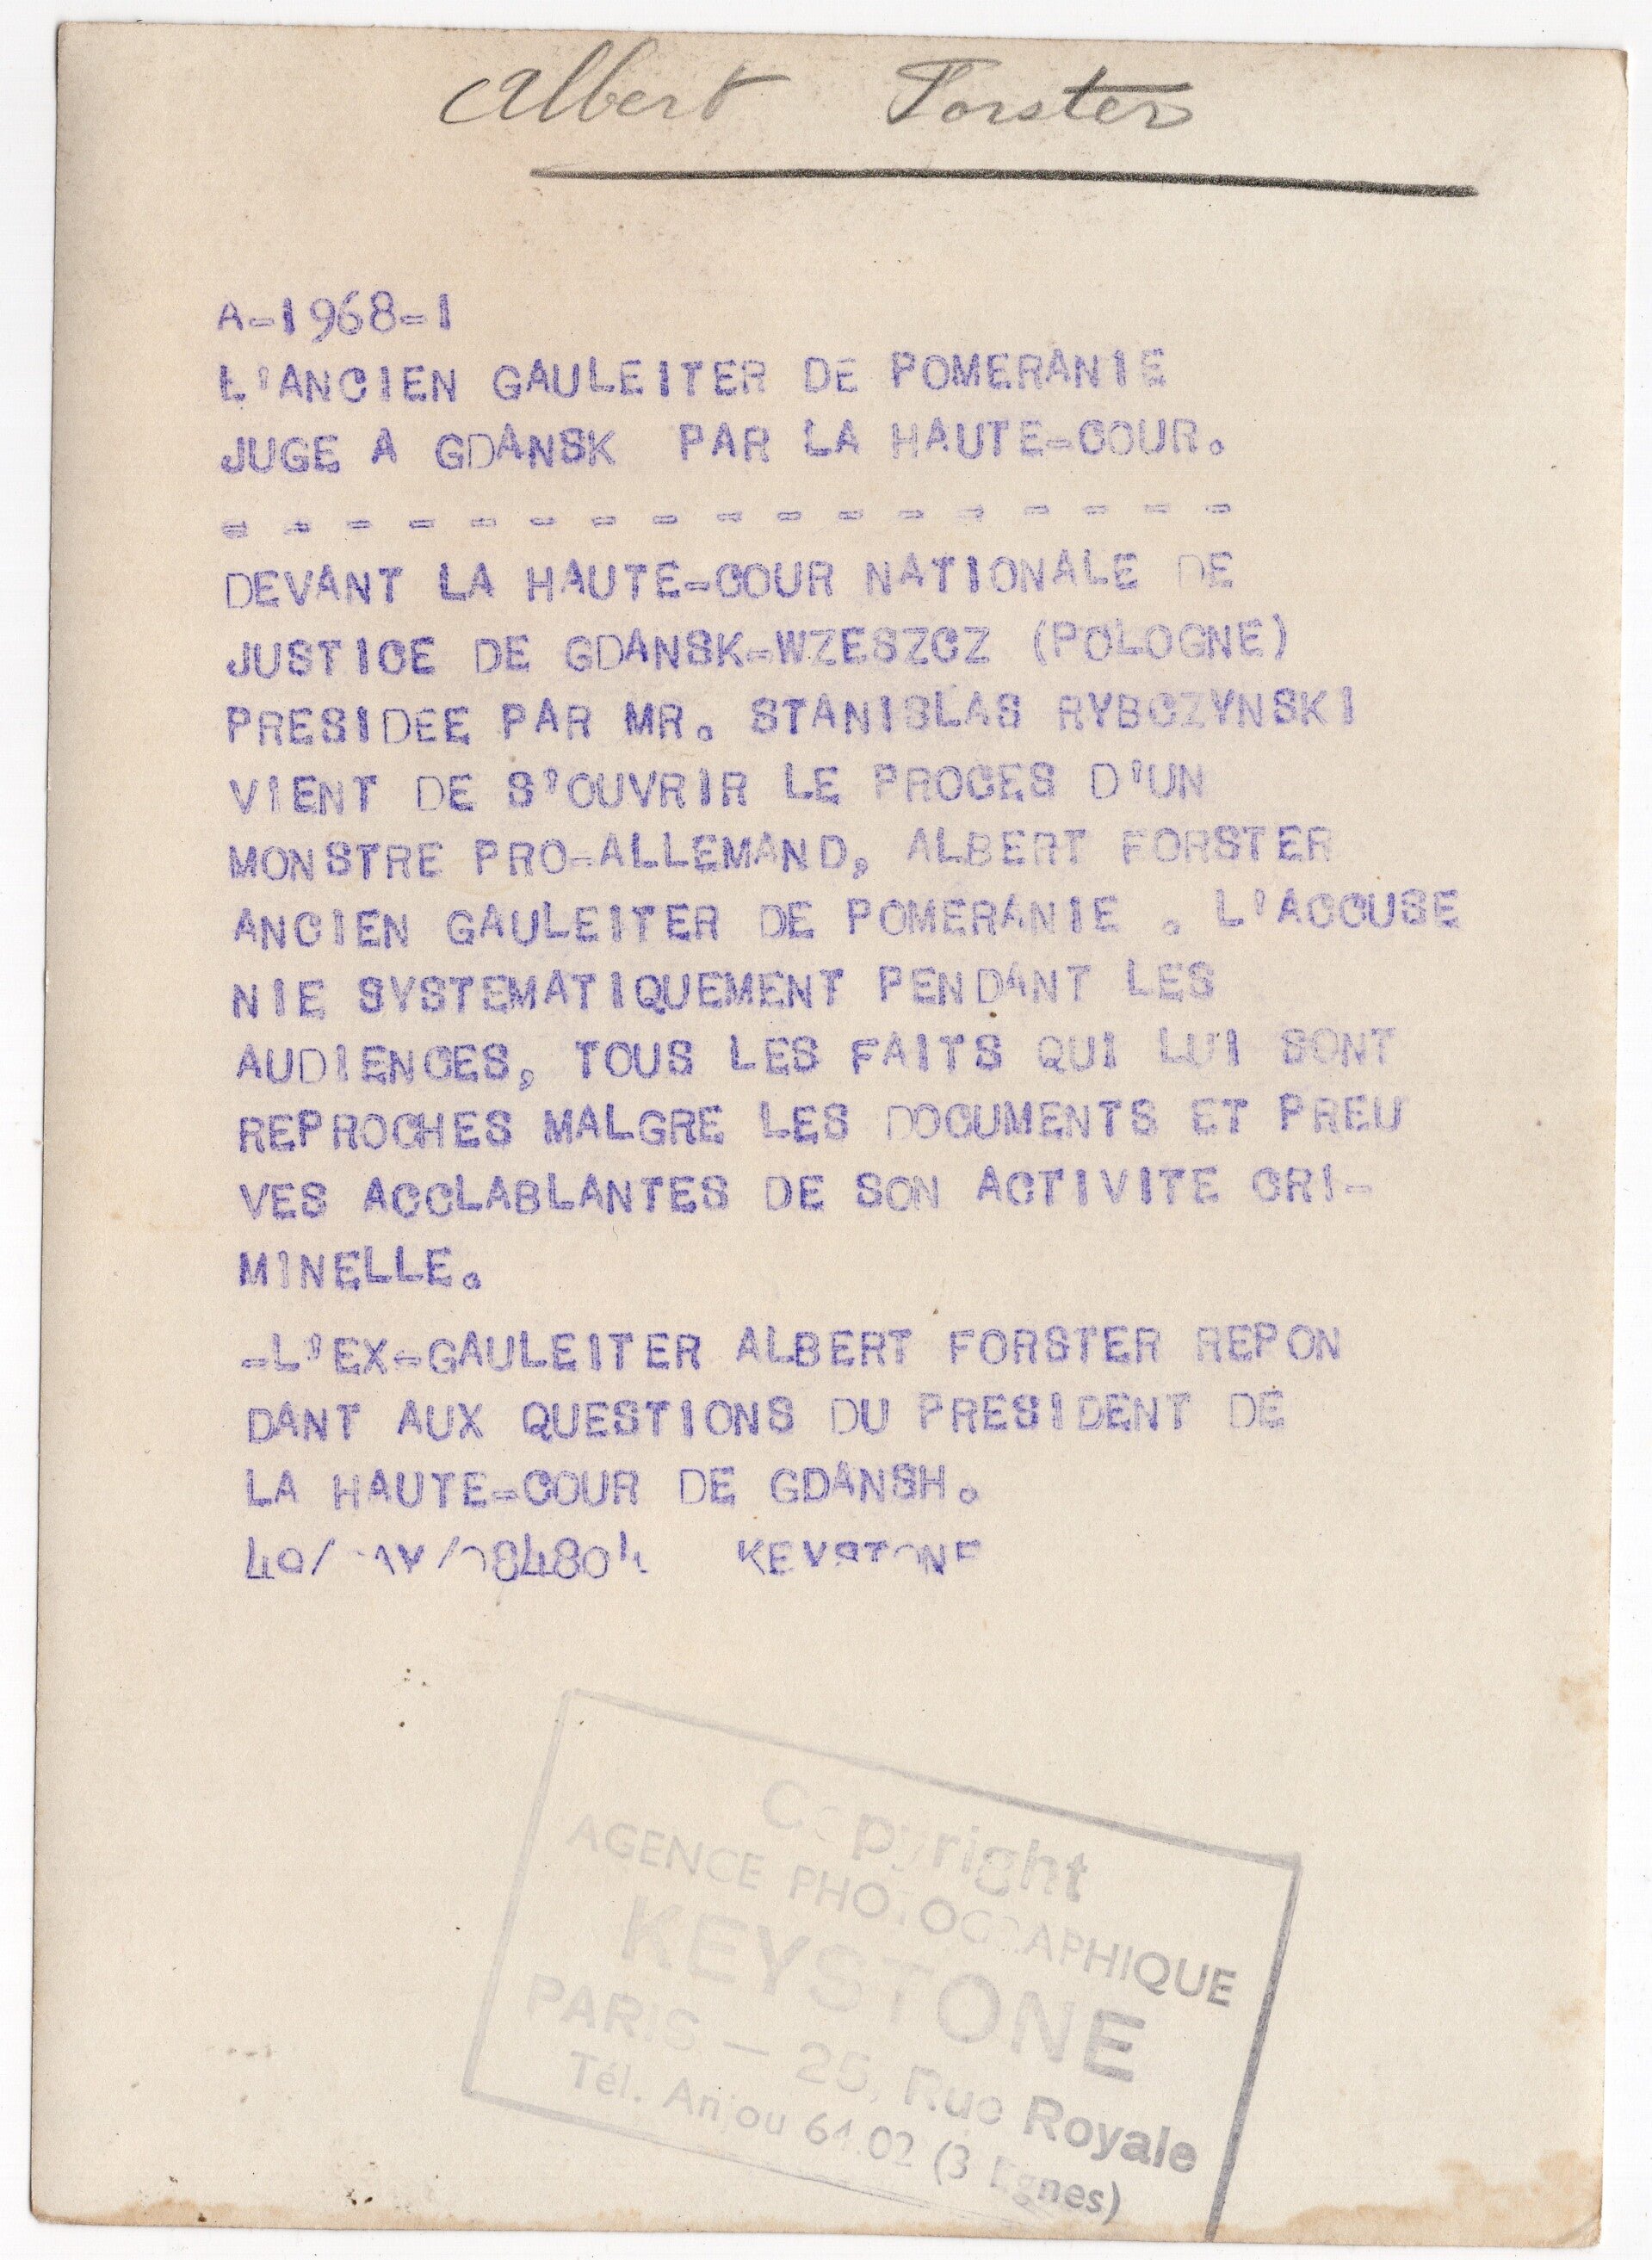 Albert Forster
A-1968-1
L'ANCIEN GAULEITER DE POMERANIE
JUGE A GDANSK PAR LA HAUTE-COUR.
- - - - - - - - - - - - - - - - -
DEVANT LA HAUTE-COUR NATIONALE DE
JUSTICE DE GDANSK-WZESZCZ (POLOGNE)
PRESIDEE PAR MR. STANISLAS RYBCZYNSKI
VIENT DE S'OUVRIR LE PROCES D'UN
MONSTRE PRO-ALLEMAND, ALBERT FORSTER
ANCIEN GAULEITER DE POMERANIE . L'ACCUSE
NIE SYSTEMATIQUEMENT PENDANT LES
AUDIENCES, TOUS LES FAITS QUI LUI SONT
REPROCHES MALGRE LES DOCUMENTS ET PREU
VES ACCLABLANTES DE SON ACTIVITE CRI-
MINELLE.
-L'EX-GAULEITER ALBERT FORSTER REPON
DANT AUX QUESTIONS DU PRESIDENT DE
LA HAUTE-COUR DE GDANSH.
KEYSTONE
Copyright
AGENCE PHOTOGRAPHIQUE
KEYSTONE
PARIS — 25, Rue Royale
Tél. Anjou (3 lignes)